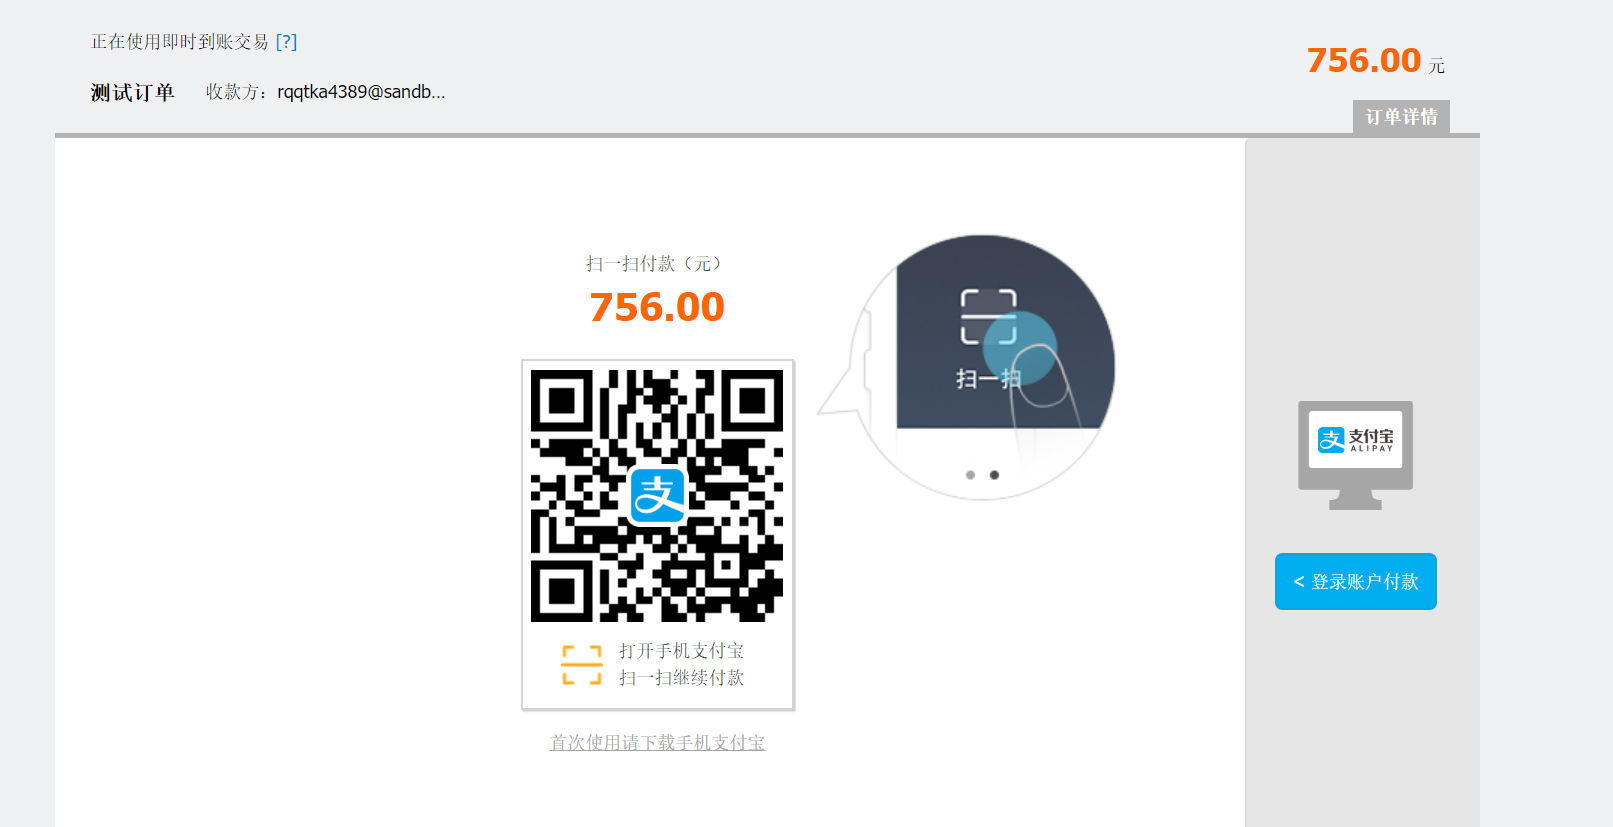 正在使用即时到账交易 [?]
756.00 元
测试订单 收款方：rqqtka4389@sandb...
订单详情
扫一扫付款（元）
756.00
扫一扫
支
支 支付宝
ALIPAY
< 登录账户付款
打开手机支付宝
扫一扫继续付款
首次使用请下载手机支付宝